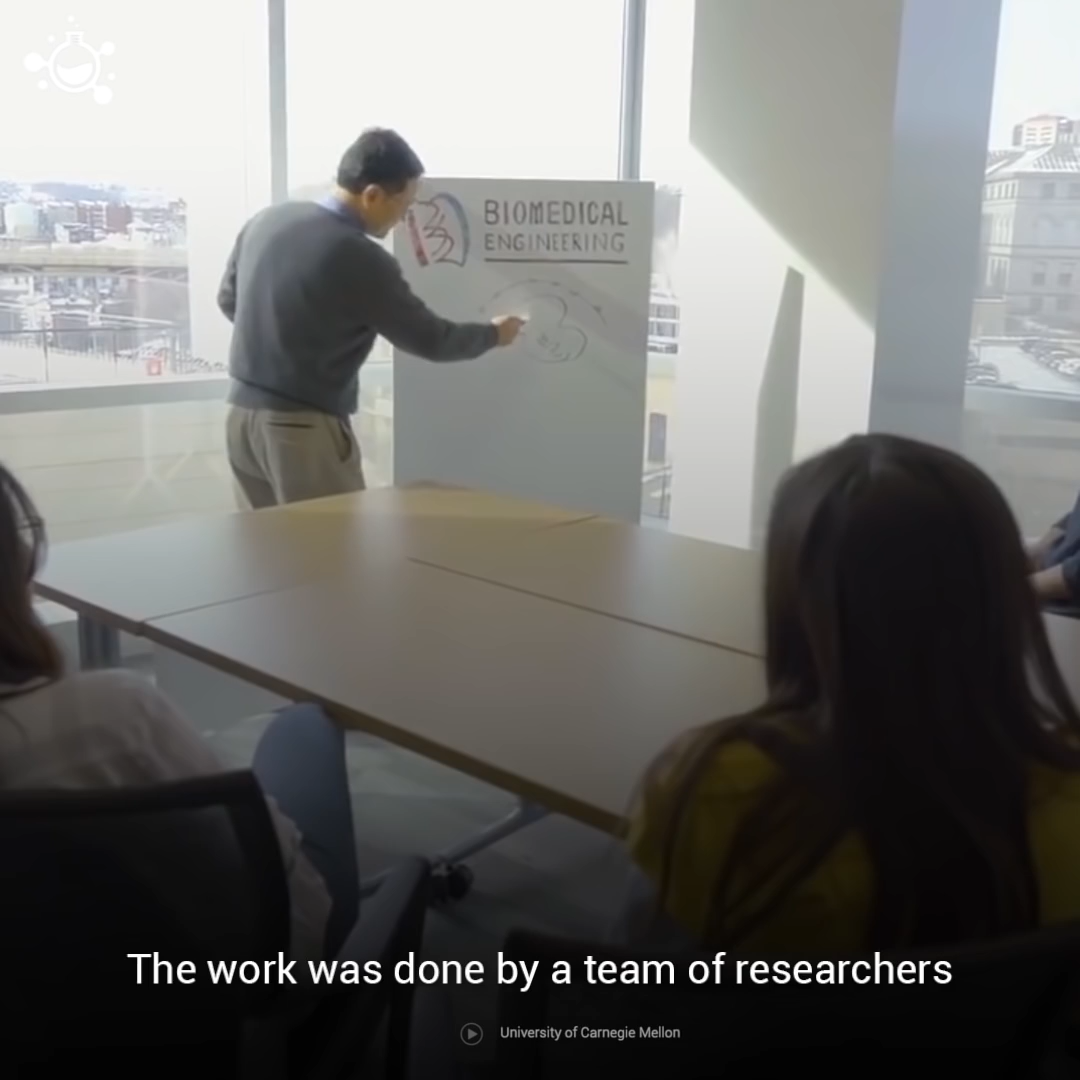 BIOMEDICAL
ENGINEERING
The work was done by a team of researchers
University of Carnegie Mellon